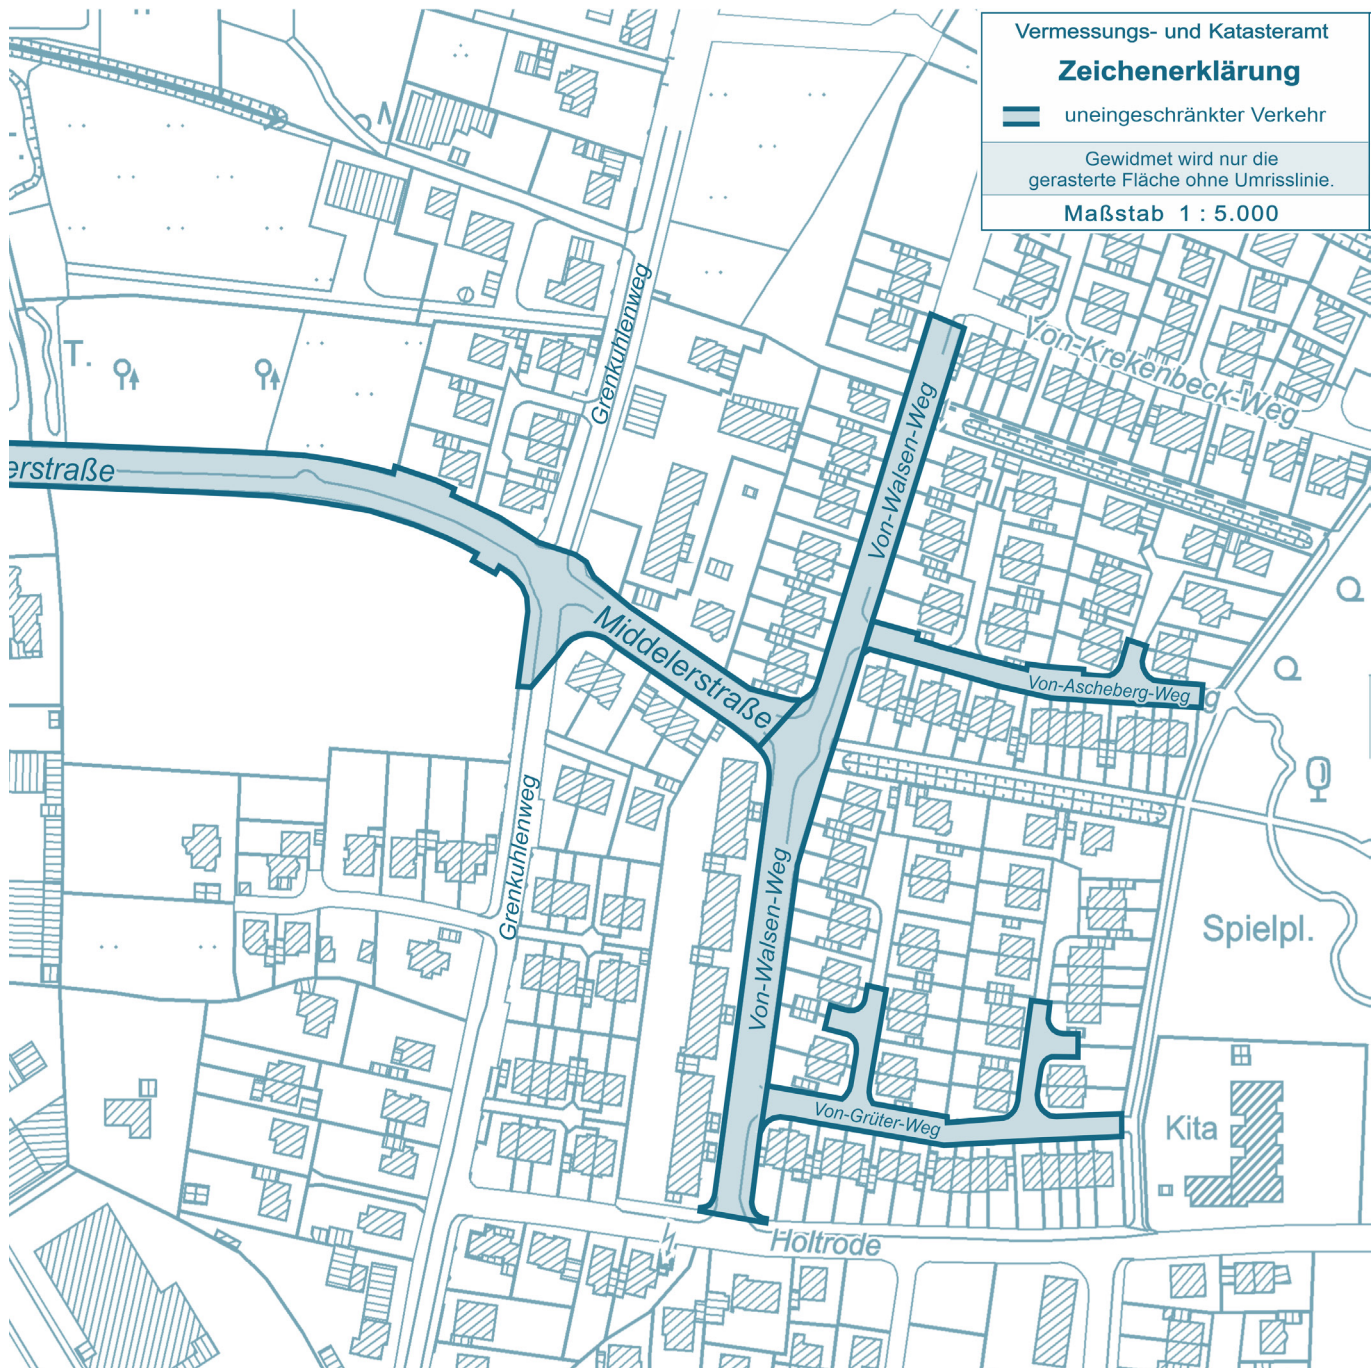 Vermessungs- und Katasteramt
Zeichenerklärung
uneingeschränkter Verkehr
Gewidmet wird nur die
gerasterte Fläche ohne Umrisslinie.
Maßstab 1 : 5.000
Grenkuhlenweg
Von-Krekenbeck-Weg
T.
Von-Walsen-Weg
erstraße
Middelerstraße
Von-Ascheberg-Weg
Grenkuhlenweg
Von-Walsen-Weg
Spielpl.
Von-Grüter-Weg
Kita
Holtrode